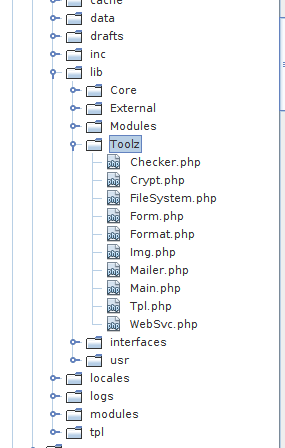 cache
data
drafts
inc
lib
Core
External
Modules
Toolz
Checker.php
Crypt.php
FileSystem.php
Form.php
Format.php
Img.php
Mailer.php
Main.php
Tpl.php
WebSvc.php
interfaces
usr
locales
logs
modules
tpl